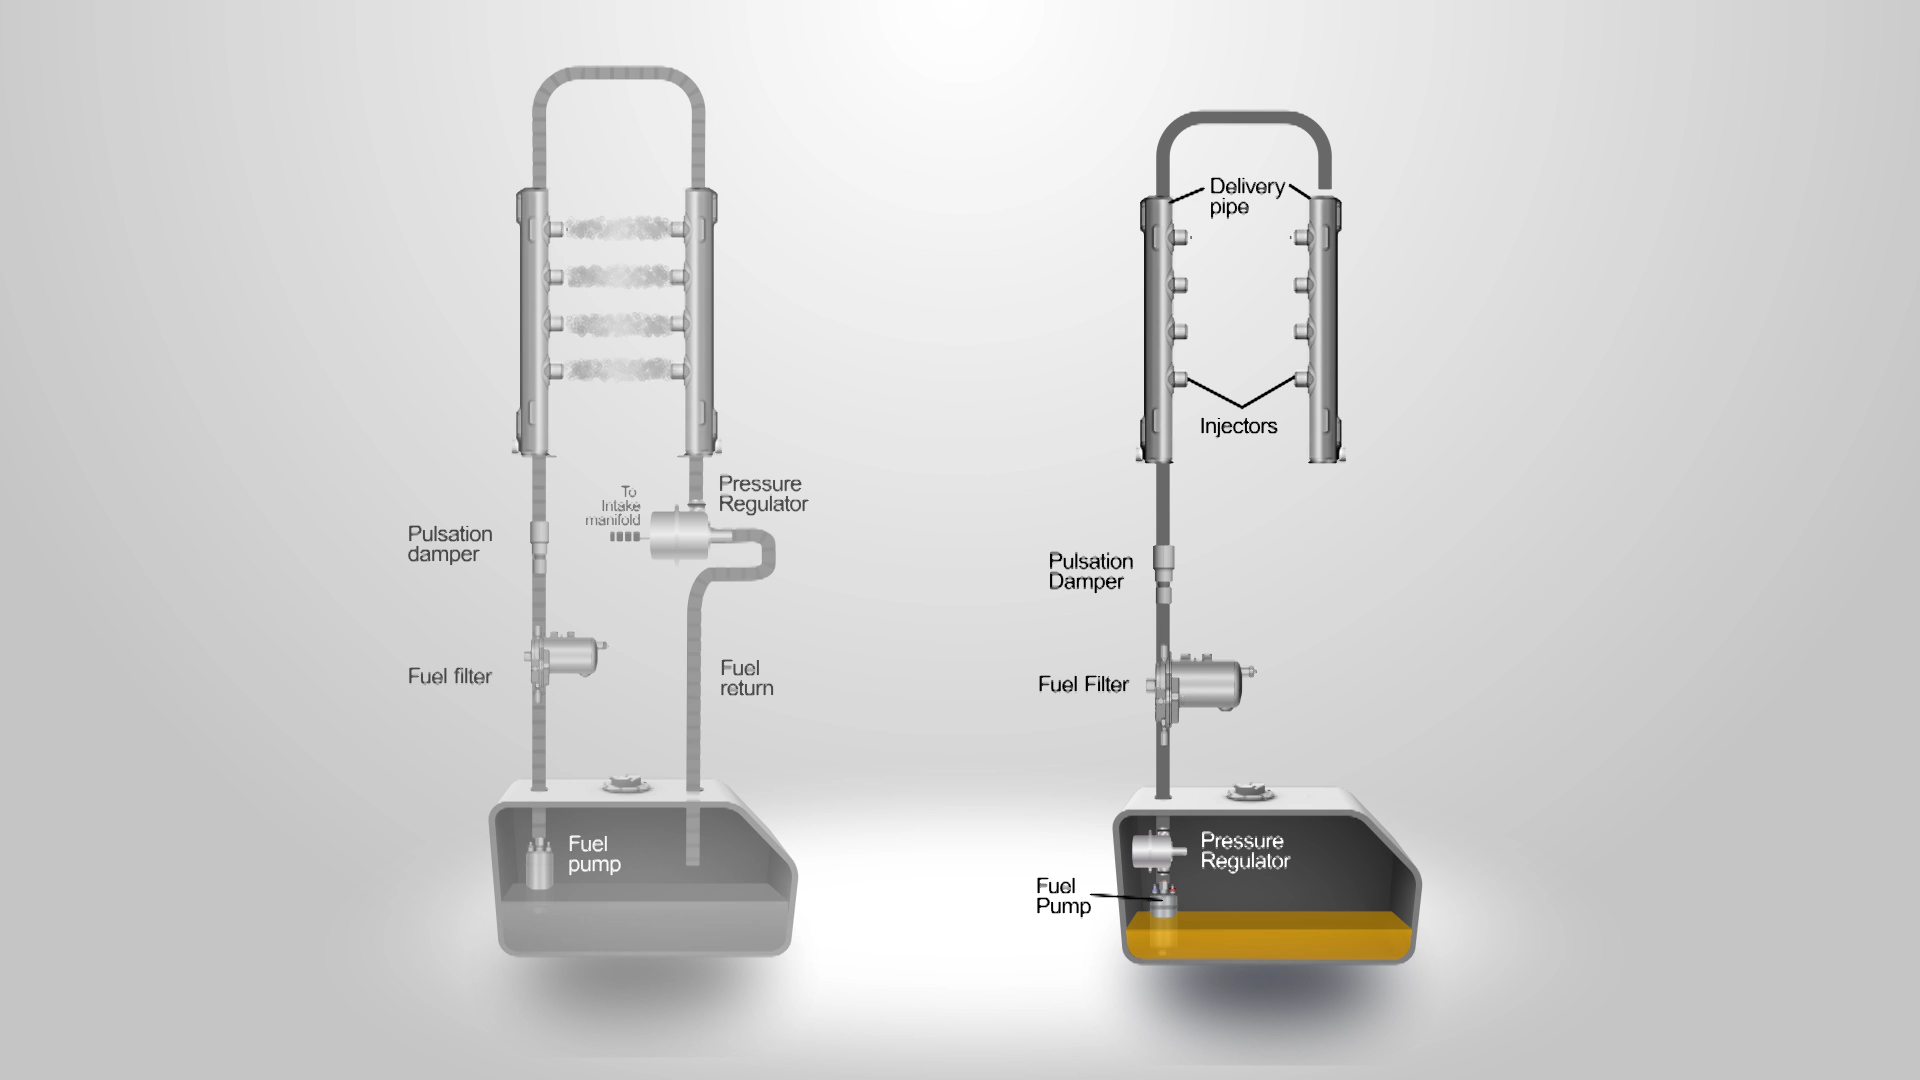 To
Intake
manifold
Pressure
Regulator
Pulsation
damper
Fuel filter
Fuel
return
Fuel
pump
Delivery
pipe
Injectors
Pulsation
Damper
Fuel Filter
Pressure
Regulator
Fuel
Pump